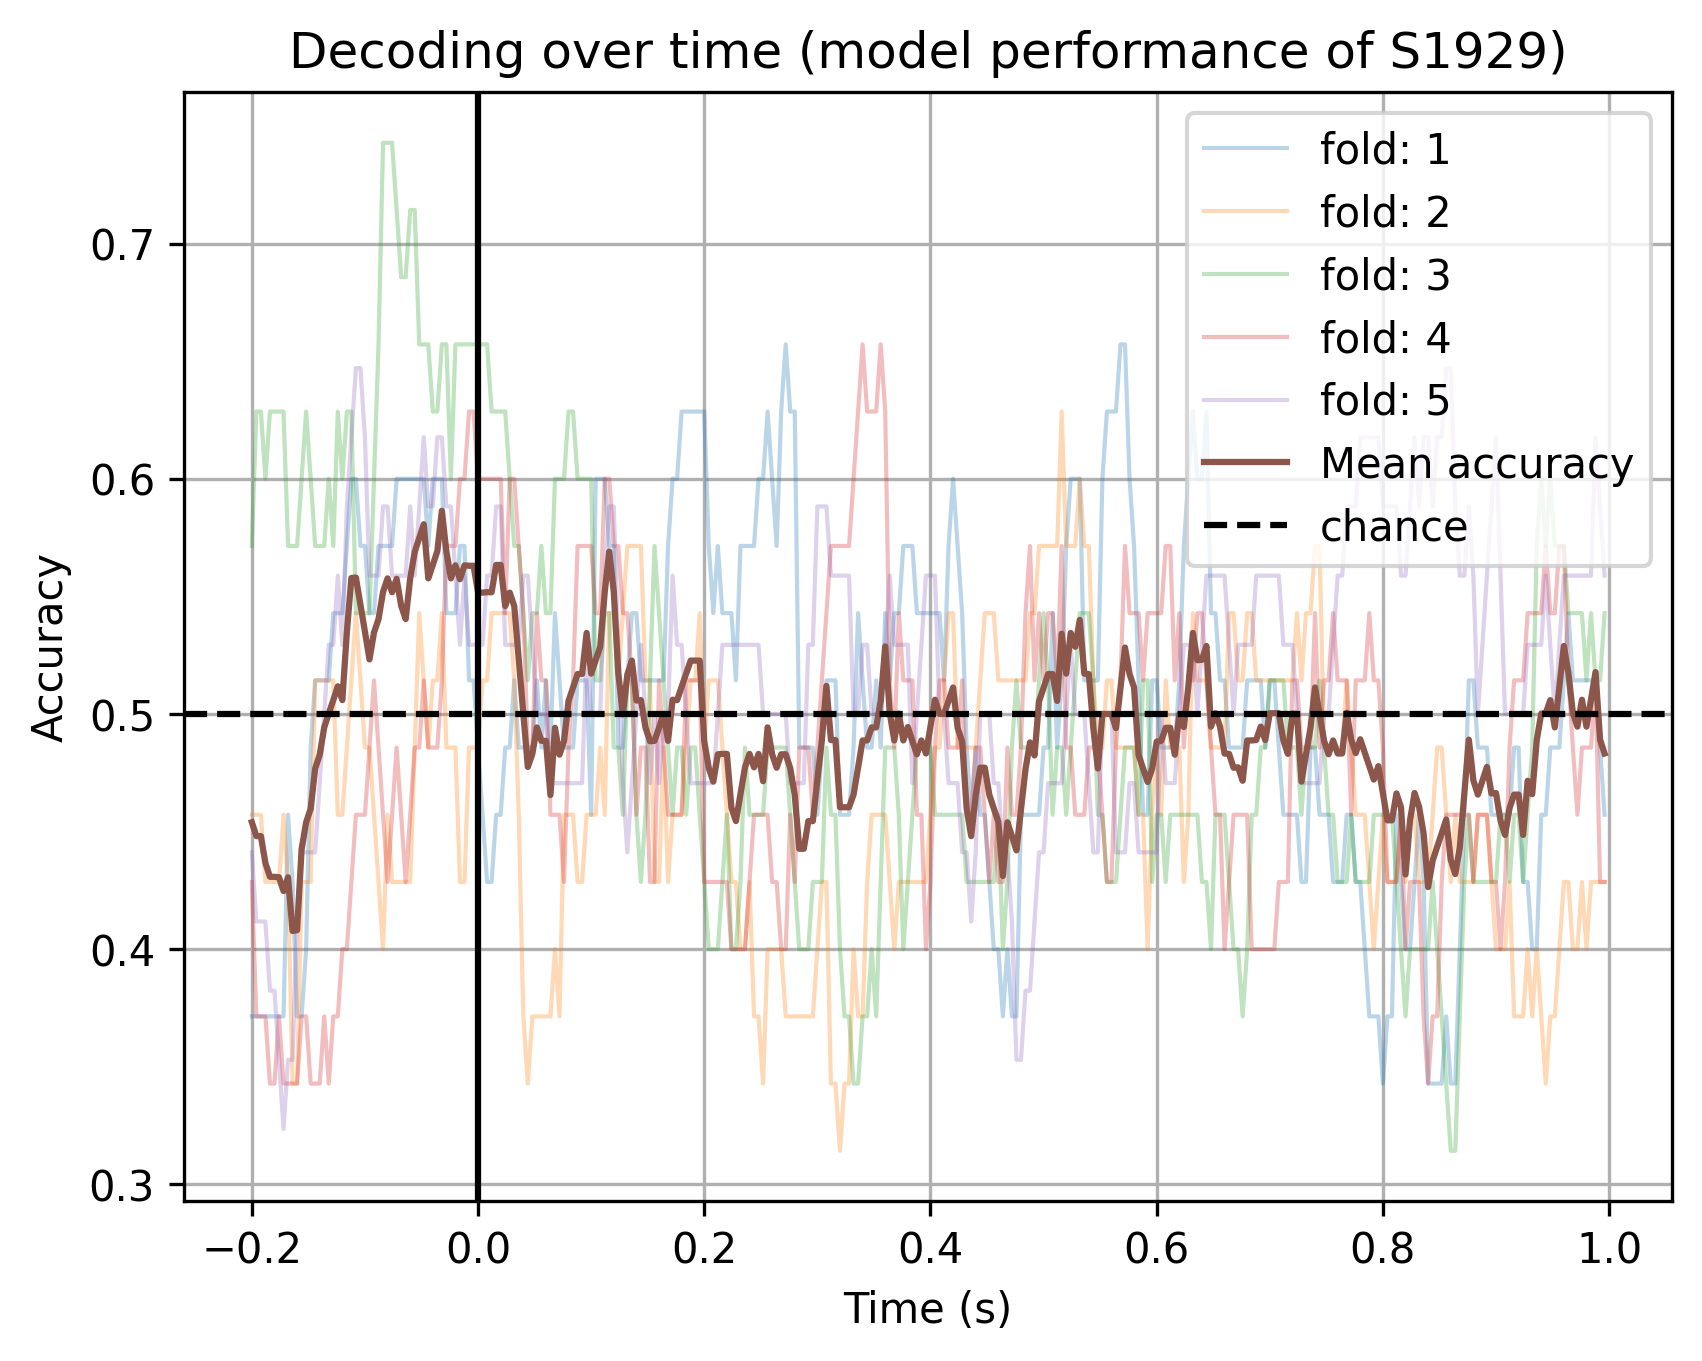 Decoding over time (model performance of S1929)
Accuracy
0.7
0.6
0.5
0.4
0.3
fold: 1
fold: 2
fold: 3
fold: 4
fold: 5
Mean accuracy
chance
−0.2 0.0 0.2 0.4 0.6 0.8 1.0
Time (s)